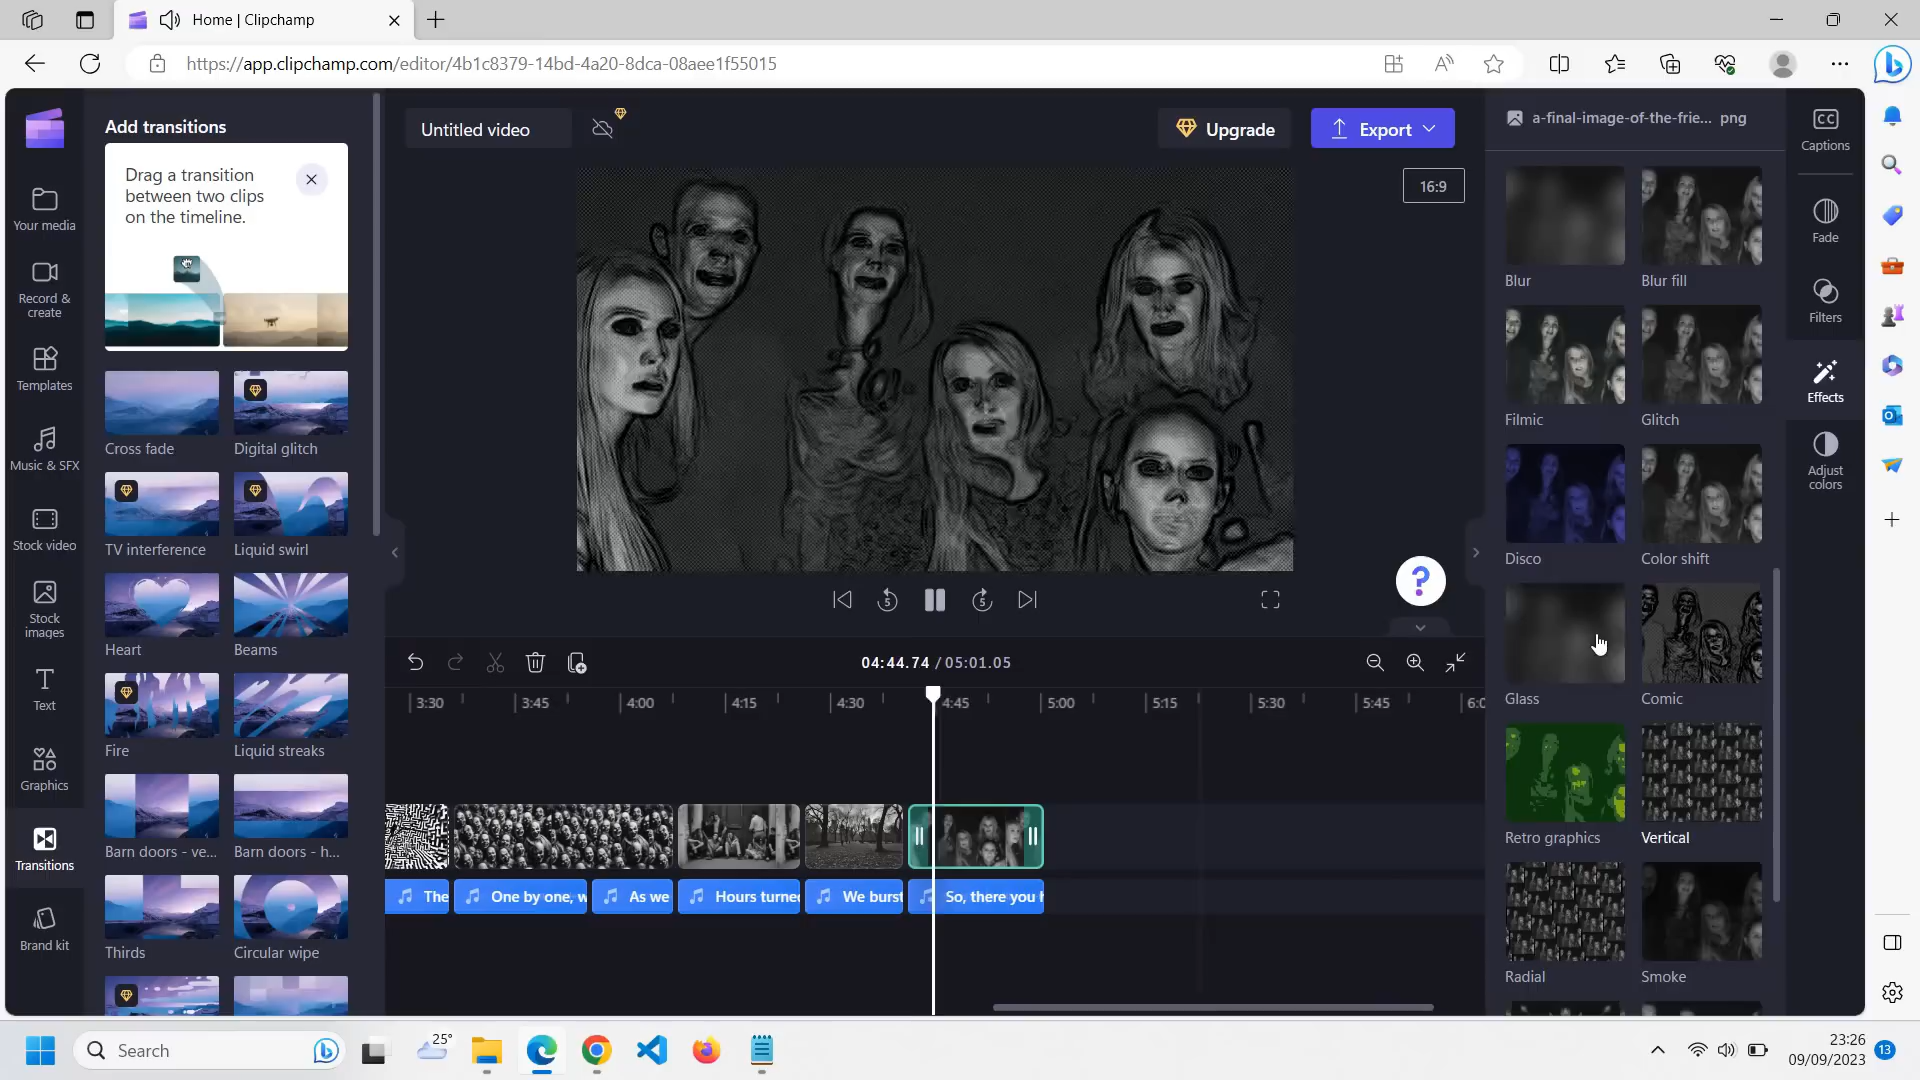 Home | Clipchamp
https://app.clipchamp.com/editor/4b1c8379-14bd-4a20-8dca-08aee1f55015
Add transitions
Drag a transition
between two clips
on the timeline.
Your media
Record &
create
Templates
Music & SFX
Stock video
Stock
images
Text
Graphics
Transitions
Brand kit
Cross fade
Digital glitch
TV interference
Liquid swirl
Heart
Beams
Fire
Liquid streaks
Barn doors - ve...
Barn doors - h...
Thirds
Circular wipe
Untitled video
Upgrade
Export
16:9
5
5
?
04:44.74 / 05:01.05
3:30
3:45
4:00
4:15
4:30
4:45
5:00
5:15
5:30
5:45
6:0
The
One by one, w
As we
Hours turne
We burst
So, there you h
a-final-image-of-the-frie... png
Blur
Blur fill
Filmic
Glitch
Disco
Color shift
Glass
Comic
Retro graphics
Vertical
Radial
Smoke
CC
Captions
Fade
Filters
Effects
Adjust
colors
Search
25°
23:26
09/09/2023
13